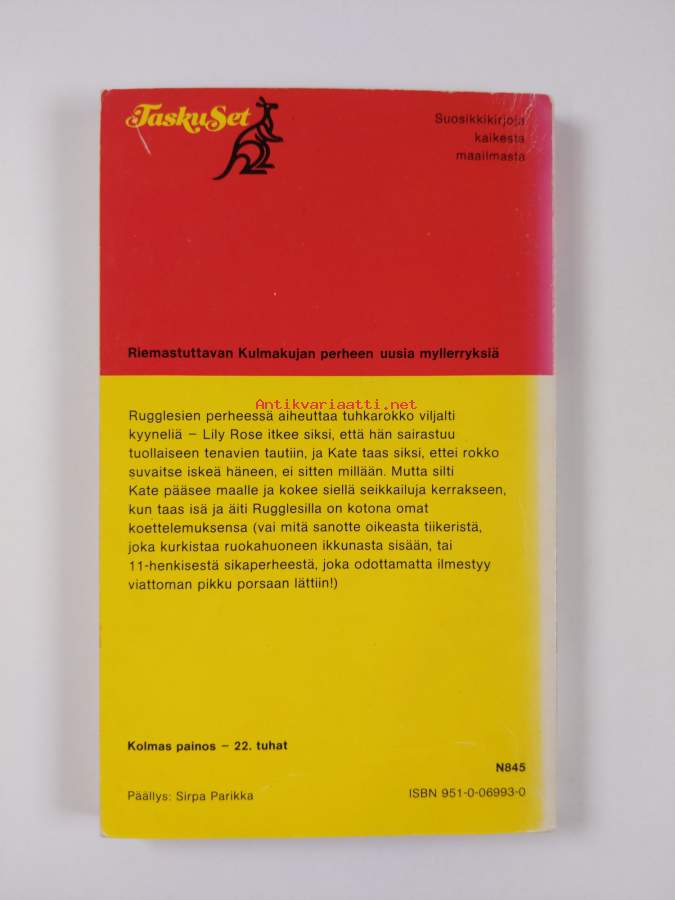 TaskuSet
Suosikkikirjoja
kaikesta
maailmasta
Riemastuttavan Kulmakujan perheen uusia myllerryksiä
Antikvariaatti.net
Rugglesien perheessä aiheuttaa tuhkarokko viljalti
kyyneliä – Lily Rose itkee siksi, että hän sairastuu
tuollaiseen tenavien tautiin, ja Kate taas siksi, ettei rokko
suvaitse iskeä häneen, ei sitten millään. Mutta silti
Kate pääsee maalle ja kokee siellä seikkailuja kerrakseen,
kun taas isä ja äiti Rugglesilla on kotona omat
koettelemuksensa (vai mitä sanotte oikeasta tiikeristä,
joka kurkistaa ruokahuoneen ikkunasta sisään, tai
11-henkisestä sikaperheestä, joka odottamatta ilmestyy
viattoman pikku porsaan lättiin!)
Kolmas painos – 22. tuhat
N845
Päällys: Sirpa Parikka
ISBN 951-0-06993-0